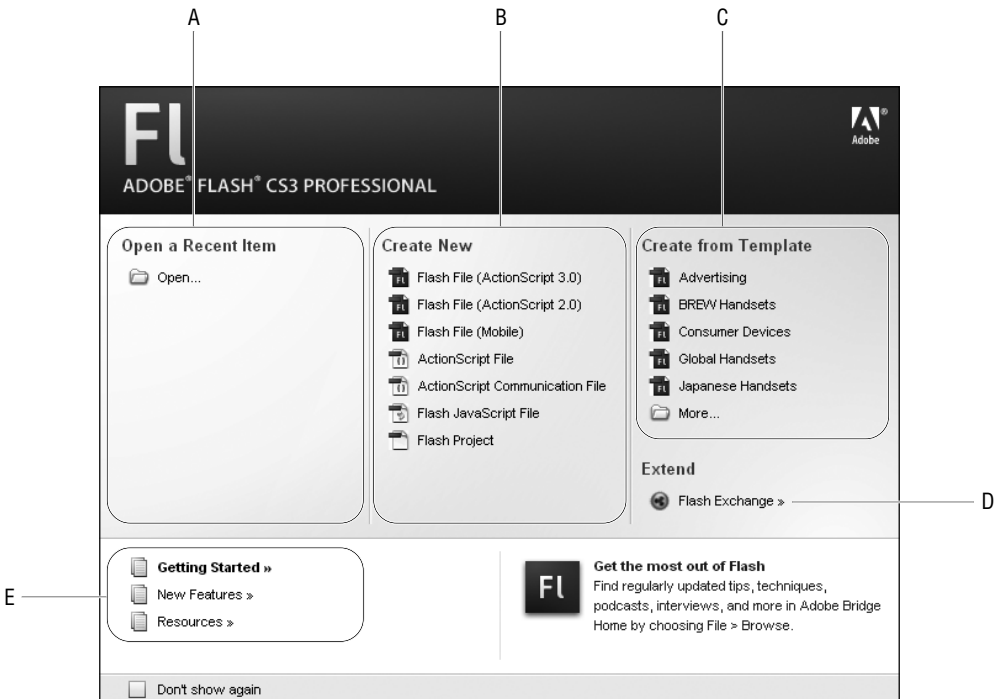 A B C
Fl
ADOBE® FLASH® CS3 PROFESSIONAL
Adobe®
Open a Recent Item
Open...
Create New
Flash File (ActionScript 3.0)
Flash File (ActionScript 2.0)
Flash File (Mobile)
ActionScript File
ActionScript Communication File
Flash JavaScript File
Flash Project
Create from Template
Advertising
BREW Handsets
Consumer Devices
Global Handsets
Japanese Handsets
More...
Extend
Flash Exchange »
D
E
Getting Started »
New Features »
Resources »
Fl
Get the most out of Flash
Find regularly updated tips, techniques,
podcasts, interviews, and more in Adobe Bridge
Home by choosing File > Browse.
Don't show again